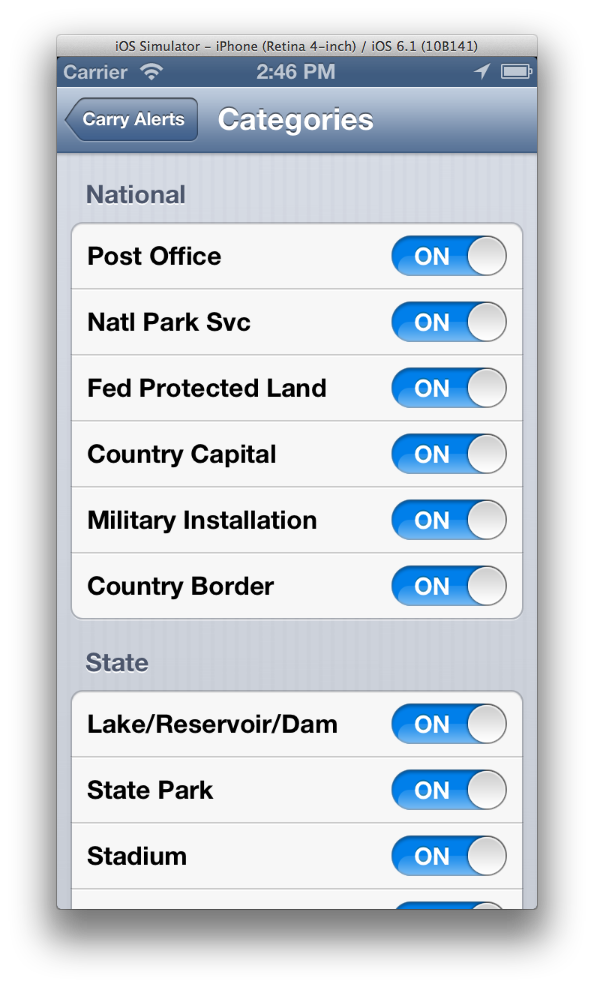 iOS Simulator – iPhone (Retina 4-inch) / iOS 6.1 (10B141)
Carrier 2:46 PM
Carry Alerts Categories
National
Post Office ON
Natl Park Svc ON
Fed Protected Land ON
Country Capital ON
Military Installation ON
Country Border ON
State
Lake/Reservoir/Dam ON
State Park ON
Stadium ON